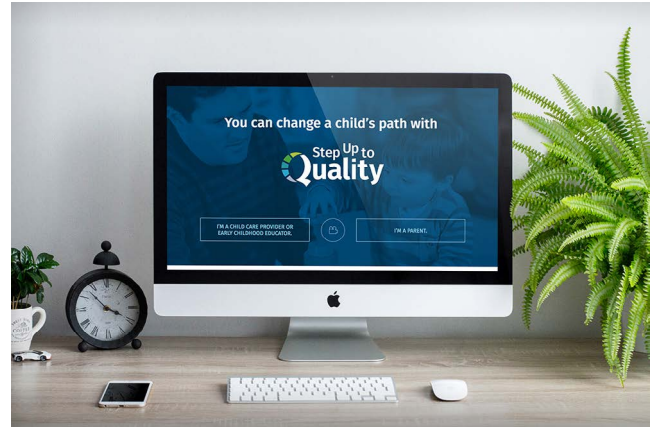 You can change a child's path with
Step Up to
Quality
I'M A CHILD CARE PROVIDER OR
EARLY CHILDHOOD EDUCATOR.
I'M A PARENT.